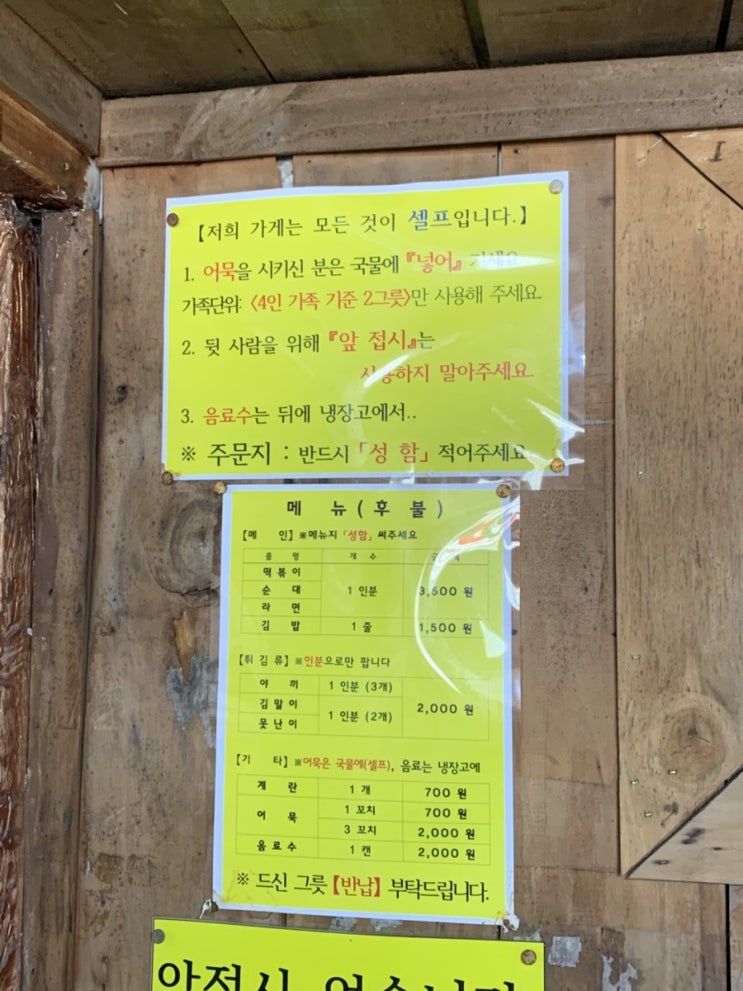 【저희 가게는 모든 것이 셀프입니다.】
1. 어묵을 시키신 분은 국물에 『넣어』
가족단위: <4인 가족 기준 2그릇>만 사용해 주세요.
2. 뒷 사람을 위해 『앞 접시』는
사용하지 말아주세요.
3. 음료수는 뒤에 냉장고에서..
※ 주문지 : 반드시 「성 함」 적어주세요
메 뉴 ( 후 불 )
【메 인】 ※메뉴지 「성함」 써주세요
품 명 개 수
떡 볶 이
순 대 1 인분 3,500 원
라 면
김 밥 1 줄 1,500 원
【튀 김 류】 ※인분으로만 팝니다
야 끼 1 인분 (3개)
김 말 이 2,000 원
못 난 이 1 인분 (2개)
【기 타】 ※어묵은 국물에(셀프), 음료는 냉장고에
계 란 1 개 700 원
어 묵 1 꼬치 700 원
3 꼬치 2,000 원
음 료 수 1 캔 2,000 원
※ 드신 그릇 【반납】 부탁드립니다.